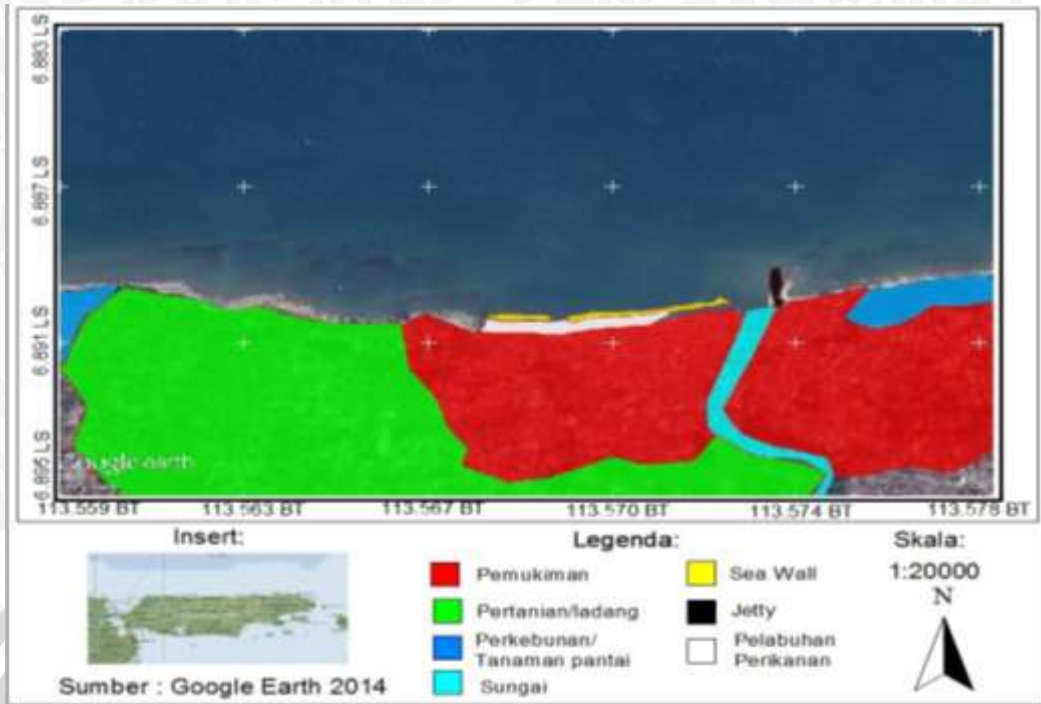 6.883 LS
6.887 LS
6.891 LS
6.895 LS
google earth
113.559 BT
113.563 BT
113.567 BT
113.570 BT
113.574 BT
113.578 BT
Insert:
Sumber : Google Earth 2014
Legenda:
Pemukiman
Pertanian/ladang
Perkebunan/
Tanaman pantai
Sungai
Sea Wall
Jetty
Pelabuhan
Perikanan
Skala:
1:20000
N